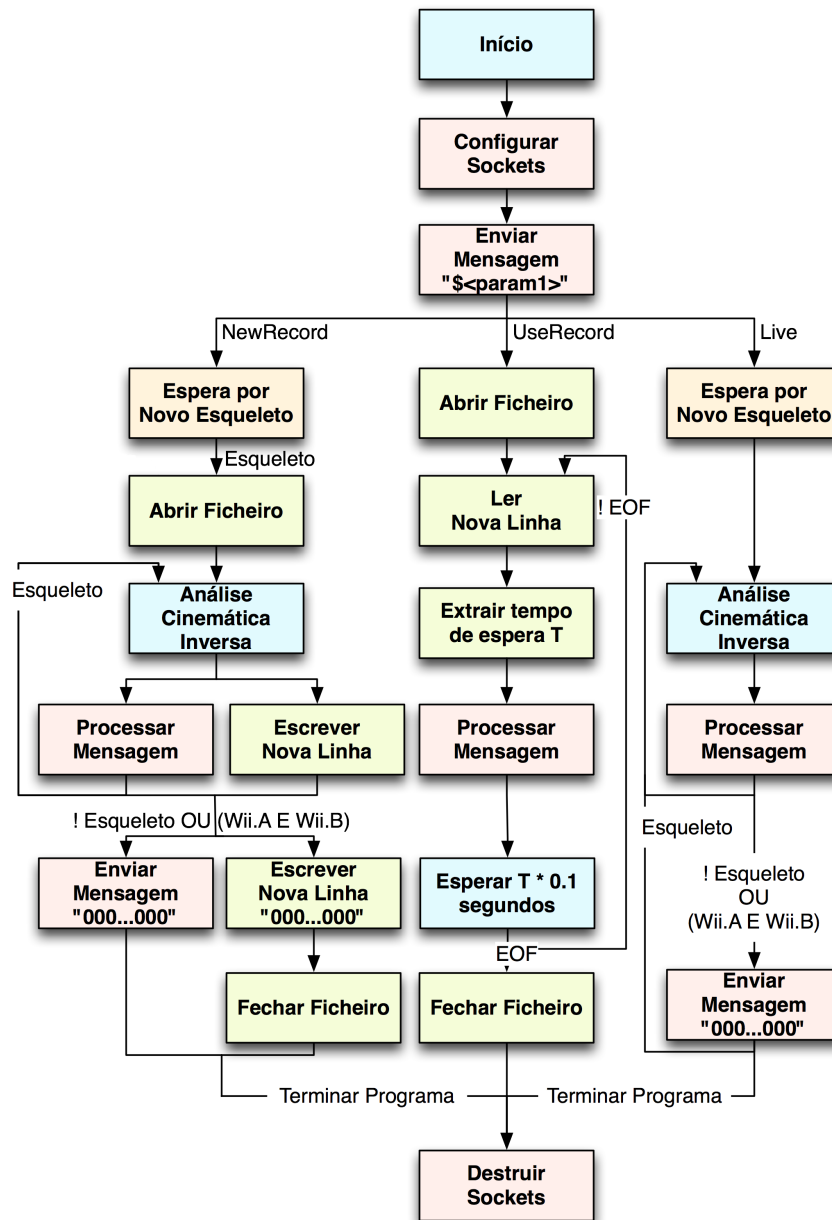 Início
Configurar
Sockets
Enviar
Mensagem
"$<param1>"
NewRecord
UseRecord
Live
Espera por
Novo Esqueleto
Abrir Ficheiro
Espera por
Novo Esqueleto
Esqueleto
Abrir Ficheiro
Ler
Nova Linha
! EOF
Esqueleto
Análise
Cinemática
Inversa
Extrair tempo
de espera T
Análise
Cinemática
Inversa
Processar
Mensagem
Escrever
Nova Linha
Processar
Mensagem
Processar
Mensagem
! Esqueleto OU (Wii.A E Wii.B)
Esqueleto
Enviar
Mensagem
"000...000"
Escrever
Nova Linha
"000...000"
Esperar T * 0.1
segundos
! Esqueleto
OU
(Wii.A E Wii.B)
EOF
Fechar Ficheiro
Fechar Ficheiro
Enviar
Mensagem
"000...000"
Terminar Programa
Terminar Programa
Destruir
Sockets